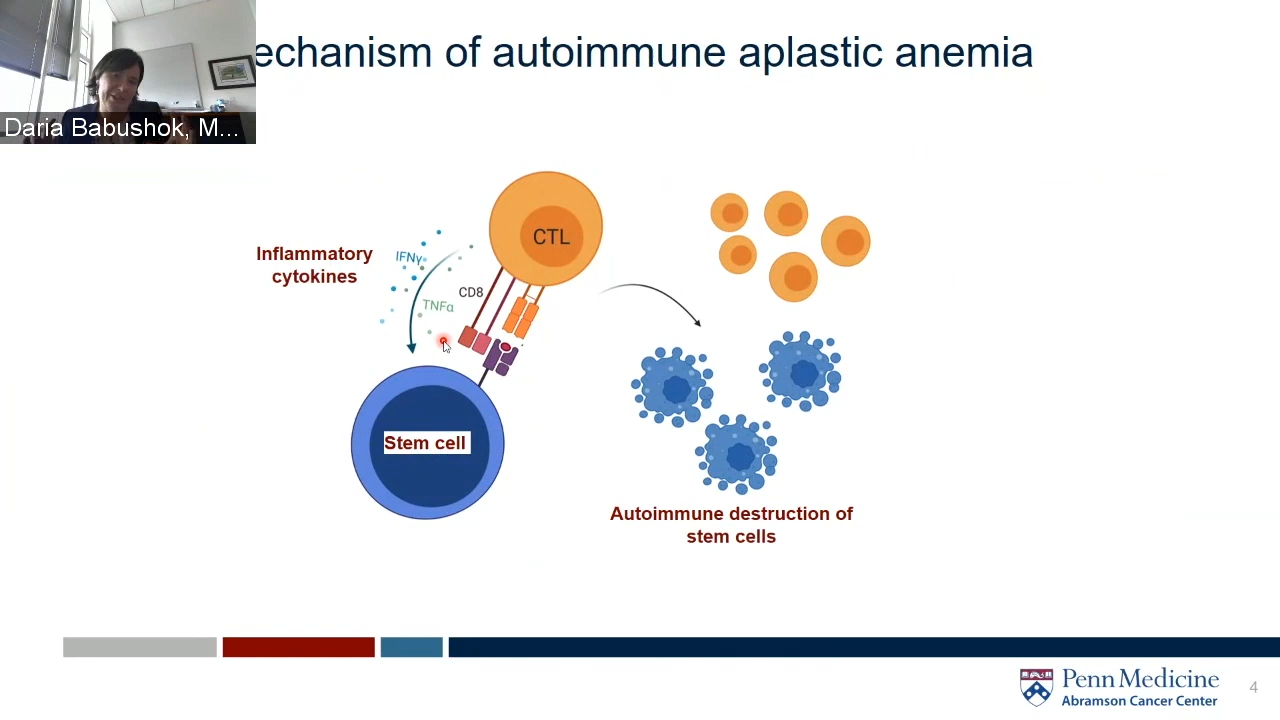 echanism of autoimmune aplastic anemia
Daria Babushok, M...
CTL
Inflammatory
cytokines
IFNγ
CD8
TNFα
Stem cell
Autoimmune destruction of
stem cells
Penn Medicine
Abramson Cancer Center
4